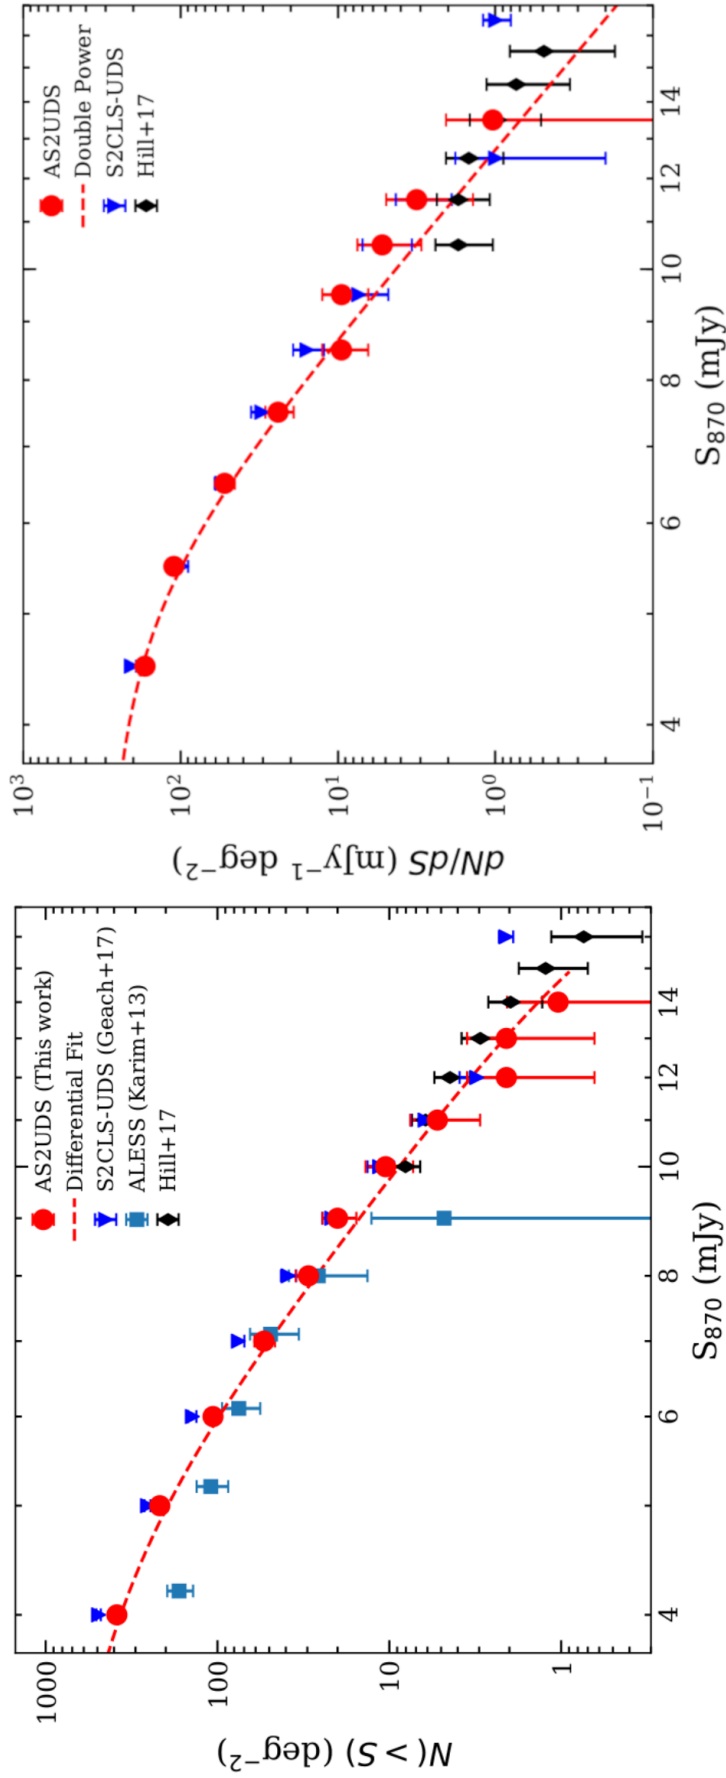 1000
100
10
1
N(> S) (deg⁻²)
4
6
8
10
12
14
S₈₇₀ (mJy)
AS2UDS (This work)
Differential Fit
S2CLS-UDS (Geach+17)
ALESS (Karim+13)
Hill+17
10³
10²
10¹
10⁰
10⁻¹
dN/dS (mJy⁻¹ deg⁻²)
4
6
8
10
12
14
S₈₇₀ (mJy)
AS2UDS
Double Power
S2CLS-UDS
Hill+17